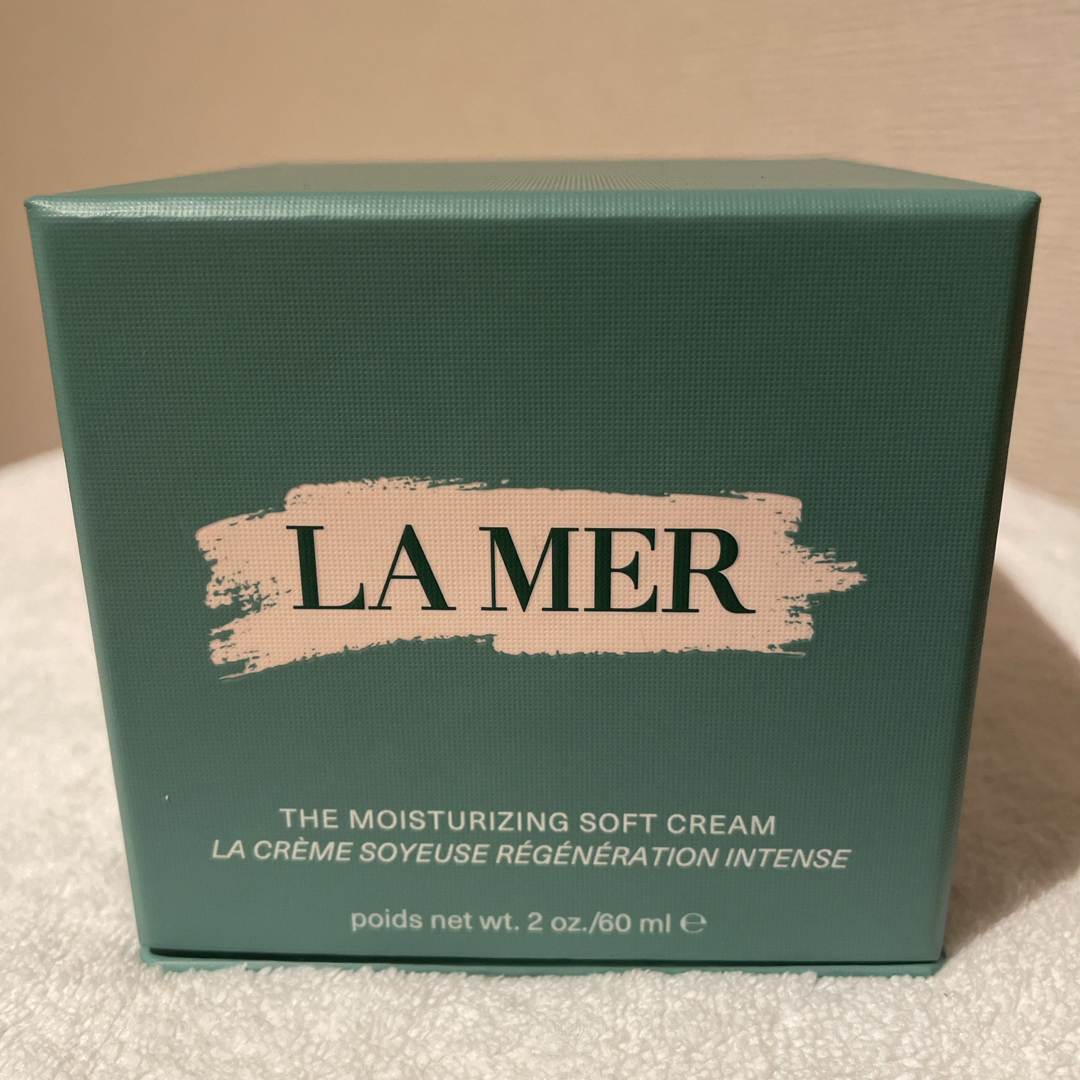 LA MER
THE MOISTURIZING SOFT CREAM
LA CRÈME SOYEUSE RÉGÉNÉRATION INTENSE
poids net wt. 2 oz./60 ml ℮